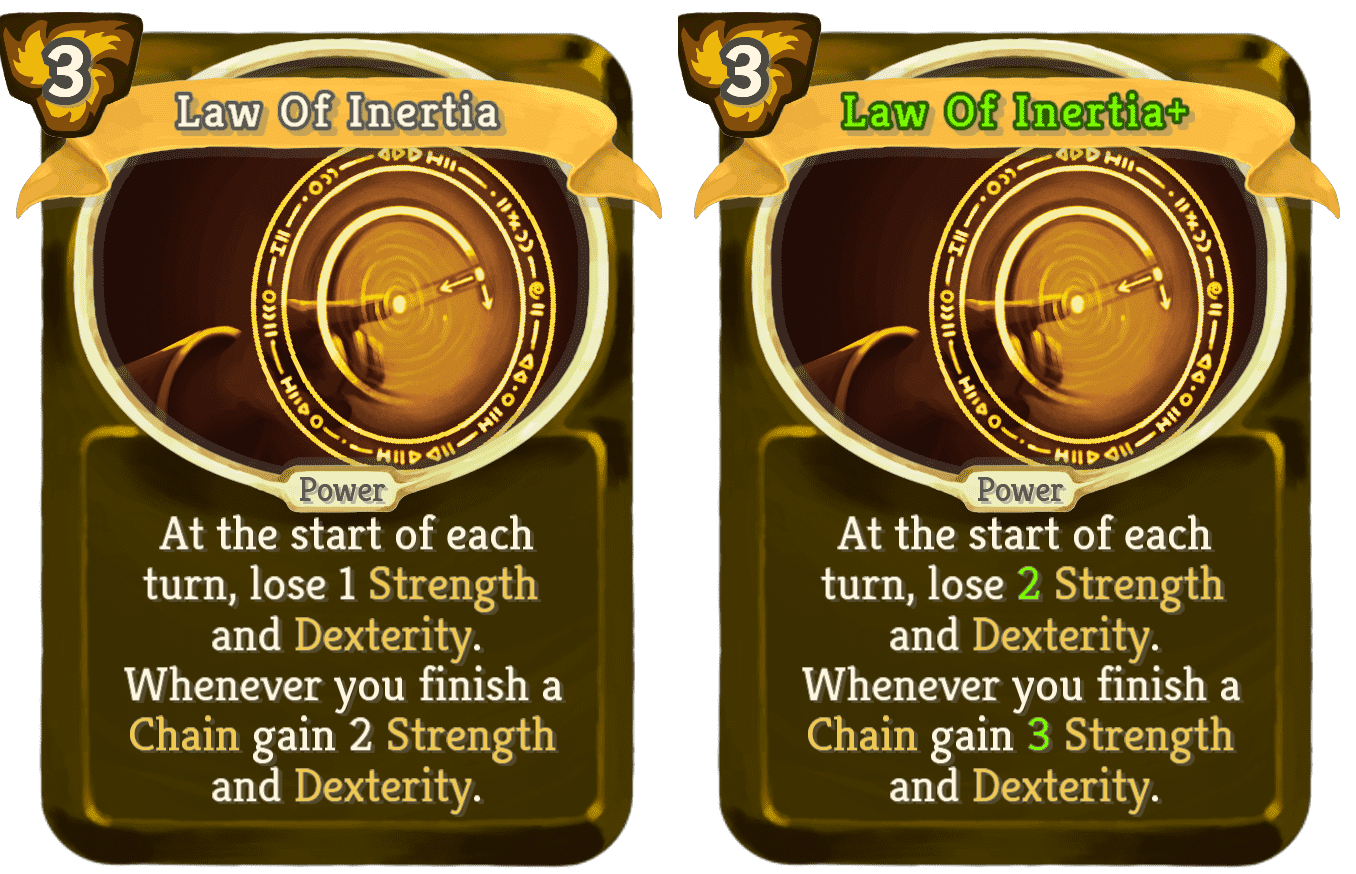 3
Law Of Inertia
Power
At the start of each
turn, lose 1 Strength
and Dexterity.
Whenever you finish a
Chain gain 2 Strength
and Dexterity.
3
Law Of Inertia+
Power
At the start of each
turn, lose 2 Strength
and Dexterity.
Whenever you finish a
Chain gain 3 Strength
and Dexterity.